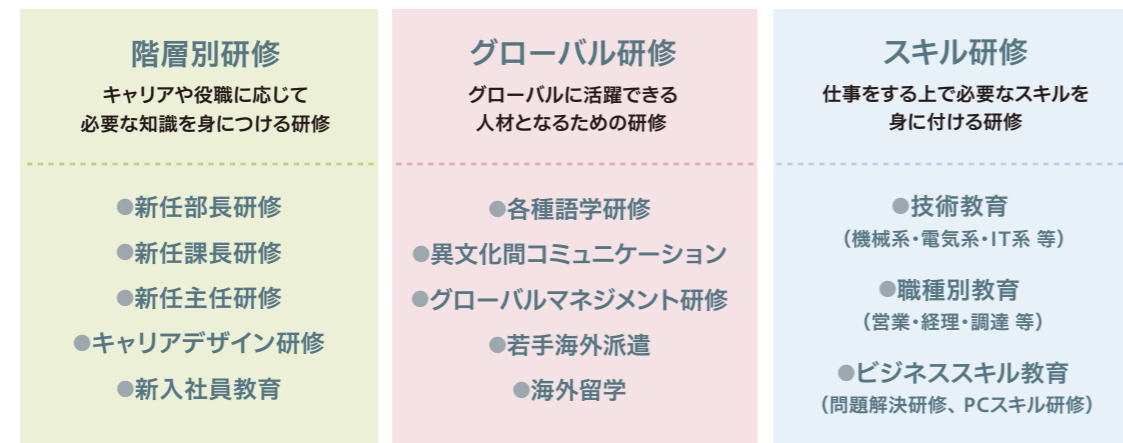 階層別研修
キャリアや役職に応じて
必要な知識を身につける研修
●新任部長研修
●新任課長研修
●新任主任研修
●キャリアデザイン研修
●新入社員教育
グローバル研修
グローバルに活躍できる
人材となるための研修
●各種語学研修
●異文化間コミュニケーション
●グローバルマネジメント研修
●若手海外派遣
●海外留学
スキル研修
仕事をする上で必要なスキルを
身に付ける研修
●技術教育
（機械系・電気系・IT系 等）
●職種別教育
（営業・経理・調達 等）
●ビジネススキル教育
（問題解決研修、PCスキル研修）